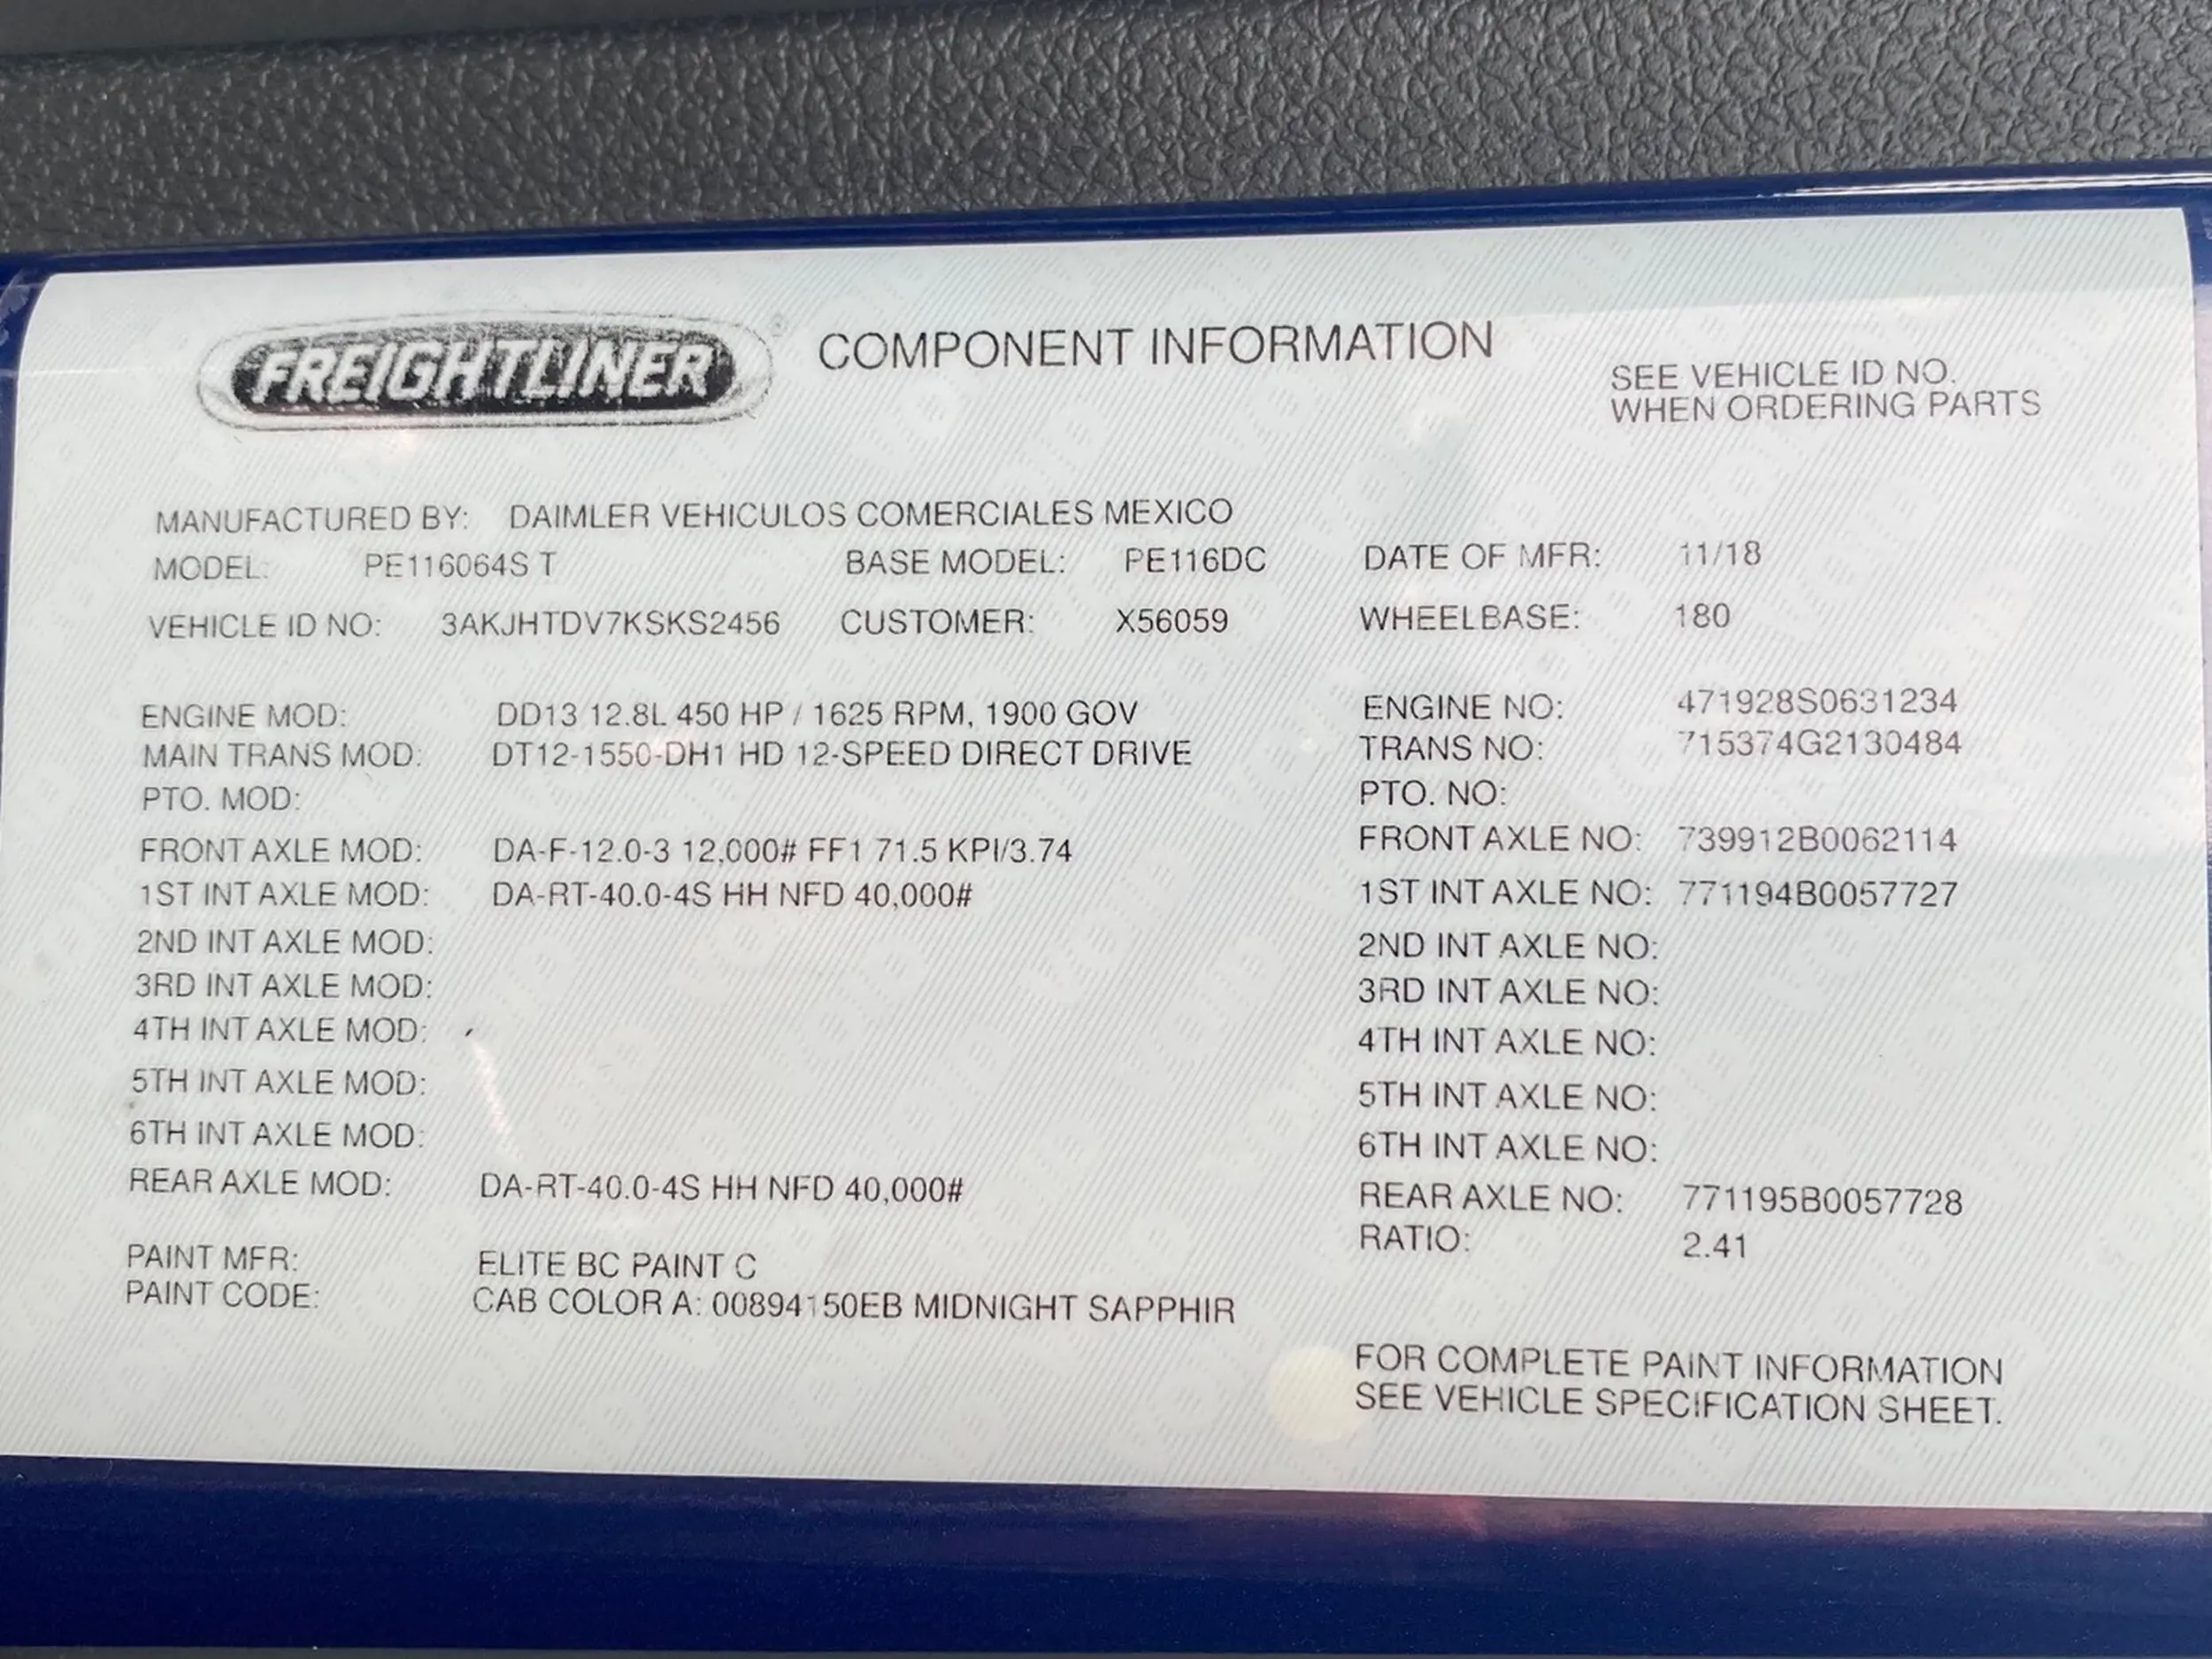 FREIGHTLINER
COMPONENT INFORMATION
SEE VEHICLE ID NO.
WHEN ORDERING PARTS
MANUFACTURED BY: DAIMLER VEHICULOS COMERCIALES MEXICO
MODEL: PE116064S T BASE MODEL: PE116DC DATE OF MFR: 11/18
VEHICLE ID NO: 3AKJHTDV7KSKS2456 CUSTOMER: X56059 WHEELBASE: 180
ENGINE MOD: DD13 12.8L 450 HP / 1625 RPM, 1900 GOV ENGINE NO: 471928S0631234
MAIN TRANS MOD: DT12-1550-DH1 HD 12-SPEED DIRECT DRIVE TRANS NO: 715374G2130484
PTO. MOD: PTO. NO:
FRONT AXLE MOD: DA-F-12.0-3 12,000# FF1 71.5 KPI/3.74 FRONT AXLE NO: 739912B0062114
1ST INT AXLE MOD: DA-RT-40.0-4S HH NFD 40,000# 1ST INT AXLE NO: 771194B0057727
2ND INT AXLE MOD: 2ND INT AXLE NO:
3RD INT AXLE MOD: 3RD INT AXLE NO:
4TH INT AXLE MOD: 4TH INT AXLE NO:
5TH INT AXLE MOD: 5TH INT AXLE NO:
6TH INT AXLE MOD: 6TH INT AXLE NO:
REAR AXLE MOD: DA-RT-40.0-4S HH NFD 40,000# REAR AXLE NO: 771195B0057728
RATIO: 2.41
PAINT MFR: ELITE BC PAINT C
PAINT CODE: CAB COLOR A: 00894150EB MIDNIGHT SAPPHIR
FOR COMPLETE PAINT INFORMATION
SEE VEHICLE SPECIFICATION SHEET.